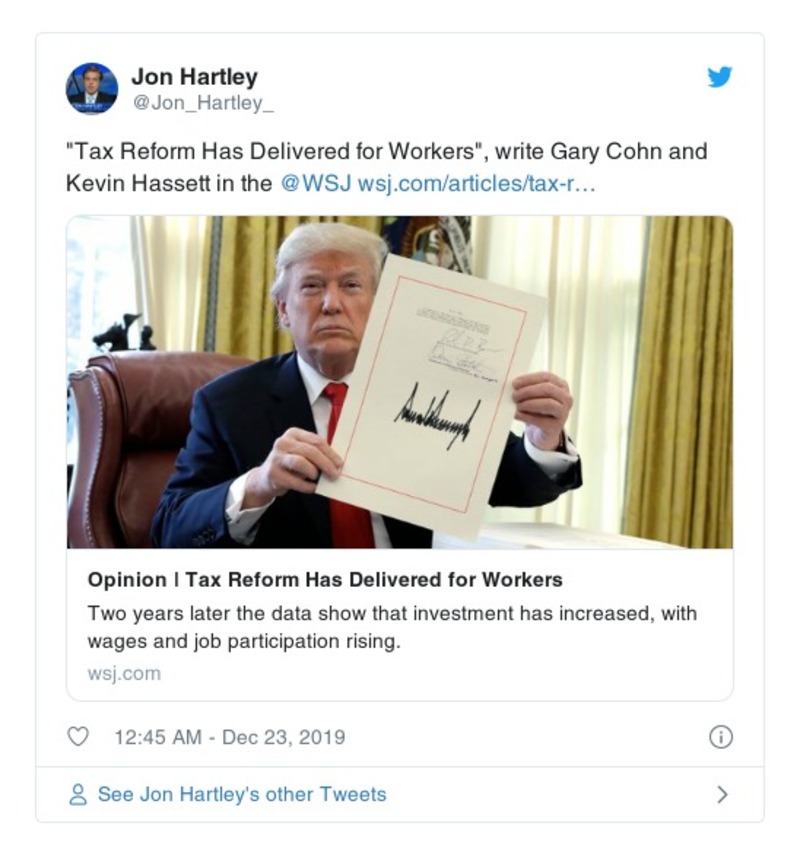 Jon Hartley
@Jon_Hartley_
"Tax Reform Has Delivered for Workers", write Gary Cohn and
Kevin Hassett in the @WSJ wsj.com/articles/tax-r…
Opinion | Tax Reform Has Delivered for Workers
Two years later the data show that investment has increased, with
wages and job participation rising.
wsj.com
12:45 AM - Dec 23, 2019
See Jon Hartley's other Tweets